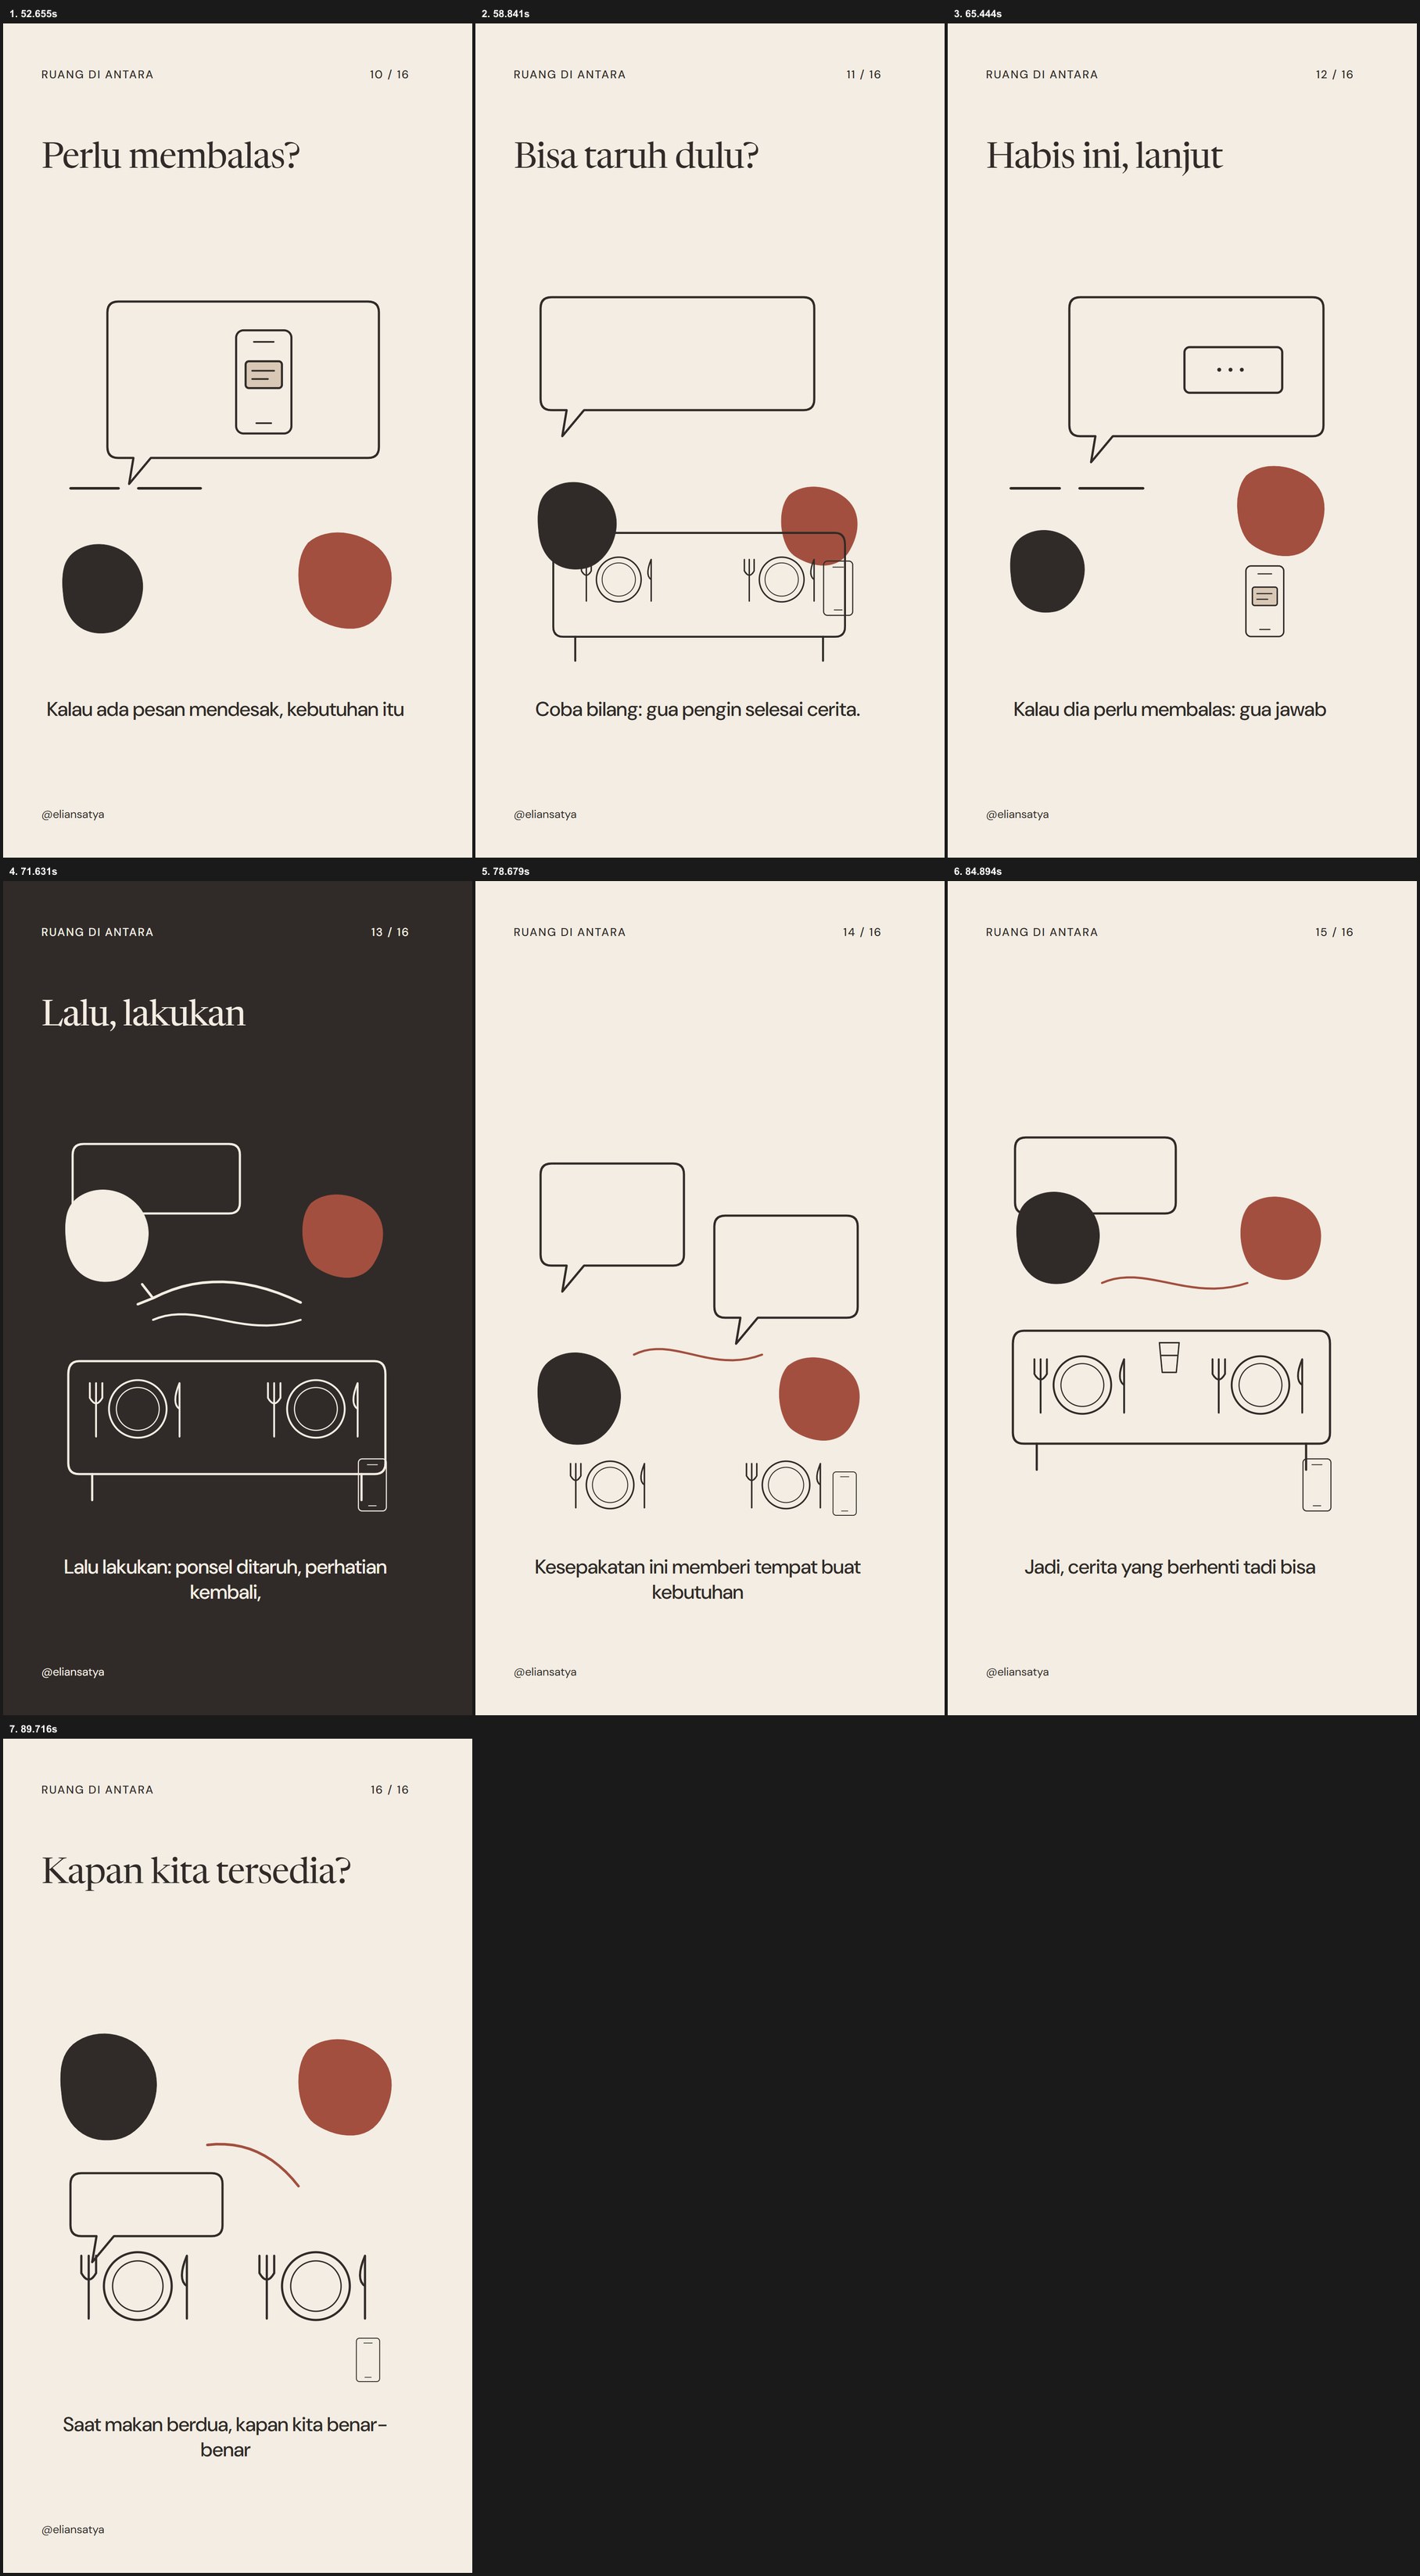 1. 52.655s
RUANG DI ANTARA
10 / 16
Perlu membalas?
Kalau ada pesan mendesak, kebutuhan itu
@eliansatya
2. 58.841s
RUANG DI ANTARA
11 / 16
Bisa taruh dulu?
Coba bilang: gua pengin selesai cerita.
@eliansatya
3. 65.444s
RUANG DI ANTARA
12 / 16
Habis ini, lanjut
Kalau dia perlu membalas: gua jawab
@eliansatya
4. 71.631s
RUANG DI ANTARA
13 / 16
Lalu, lakukan
Lalu lakukan: ponsel ditaruh, perhatian
kembali,
@eliansatya
5. 78.679s
RUANG DI ANTARA
14 / 16
Kesepakatan ini memberi tempat buat
kebutuhan
@eliansatya
6. 84.894s
RUANG DI ANTARA
15 / 16
Jadi, cerita yang berhenti tadi bisa
@eliansatya
7. 89.716s
RUANG DI ANTARA
16 / 16
Kapan kita tersedia?
Saat makan berdua, kapan kita benar-
benar
@eliansatya